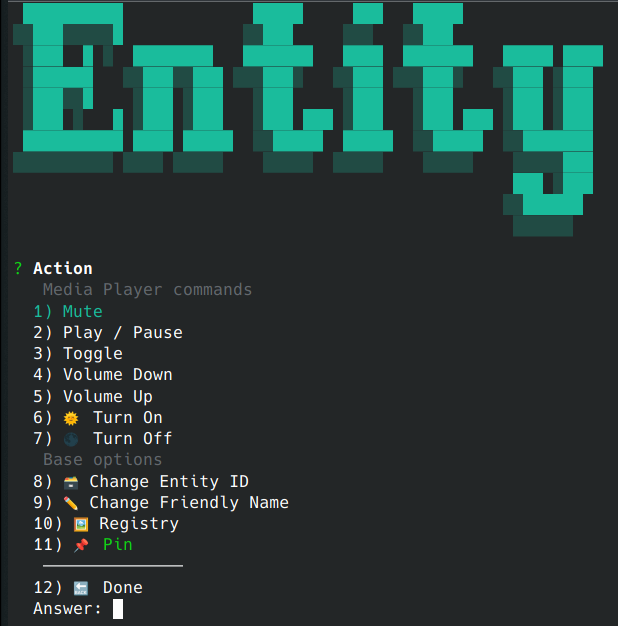 Entity
? Action
Media Player commands
1) Mute
2) Play / Pause
3) Toggle
4) Volume Down
5) Volume Up
6) 🌞 Turn On
7) 🌑 Turn Off
Base options
8) 🗃️ Change Entity ID
9) ✏️ Change Friendly Name
10) 🖼️ Registry
11) 📌 Pin
12) 🔙 Done
Answer: